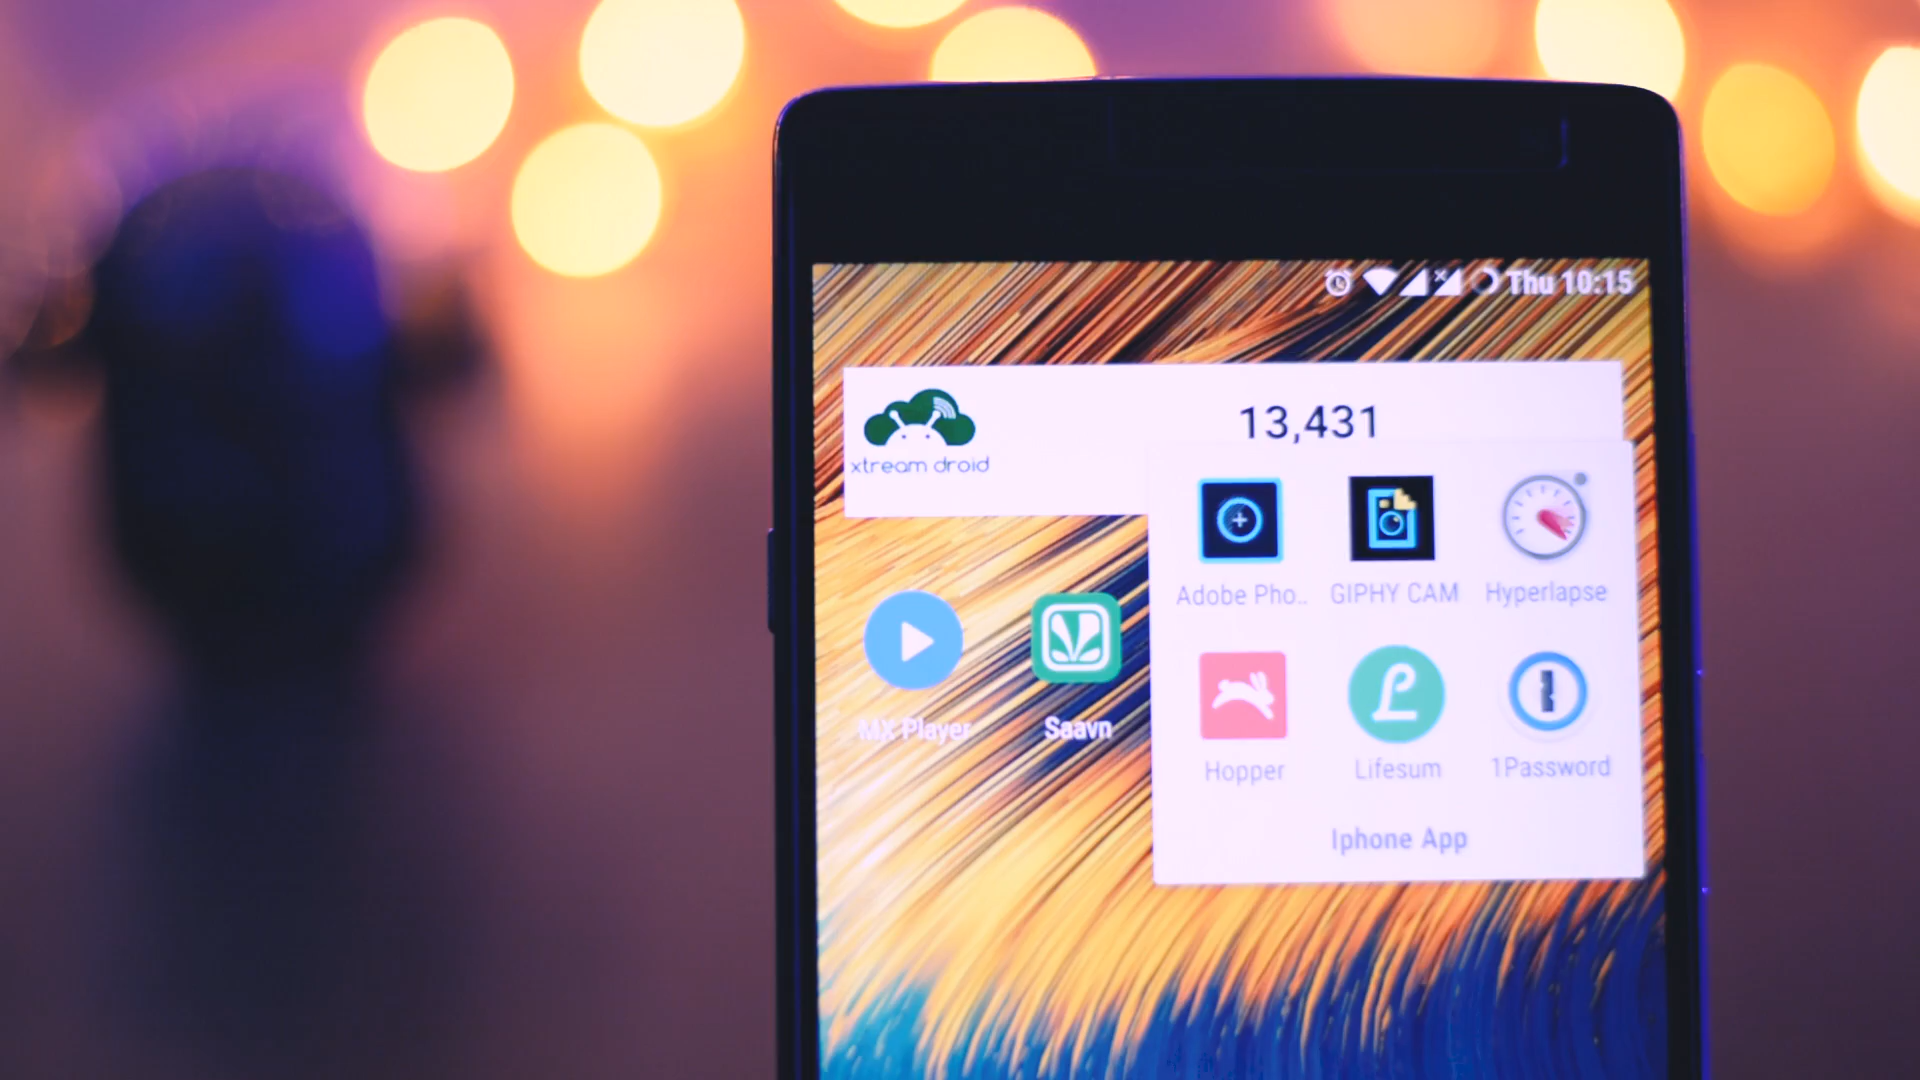 Thu 10:15
13,431
xtream droid
Adobe Pho..
GIPHY CAM
Hyperlapse
MX Player
Saavn
Hopper
Lifesum
1Password
Iphone App